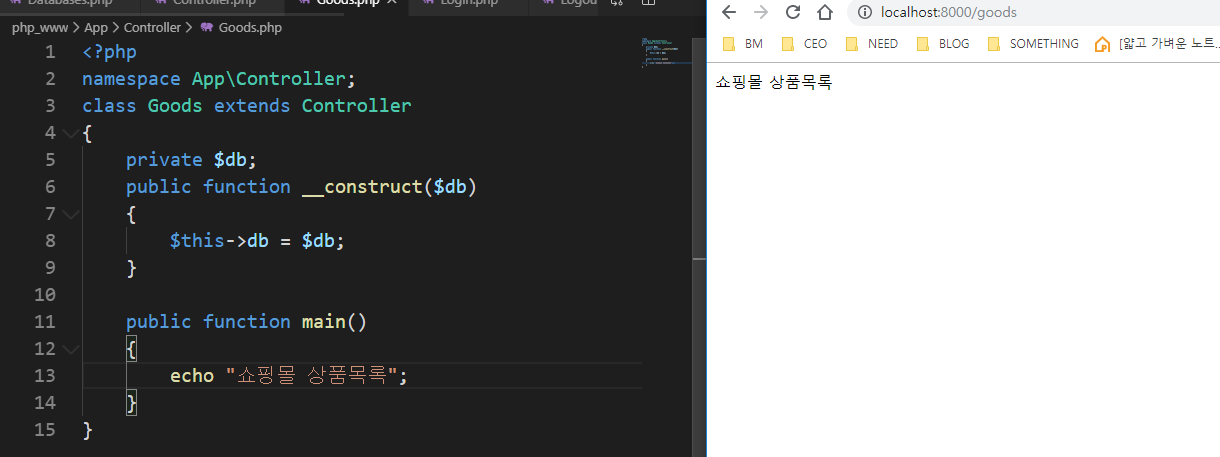 Databases.php Controller.php Goods.php Login.php Logou
php_www > App > Controller > Goods.php
1 <?php
2 namespace App\Controller;
3 class Goods extends Controller
4 {
5 private $db;
6 public function __construct($db)
7 {
8 $this->db = $db;
9 }
10
11 public function main()
12 {
13 echo "쇼핑몰 상품목록";
14 }
15 }
localhost:8000/goods
BM CEO NEED BLOG SOMETHING [얇고 가벼운 노트...
쇼핑몰 상품목록